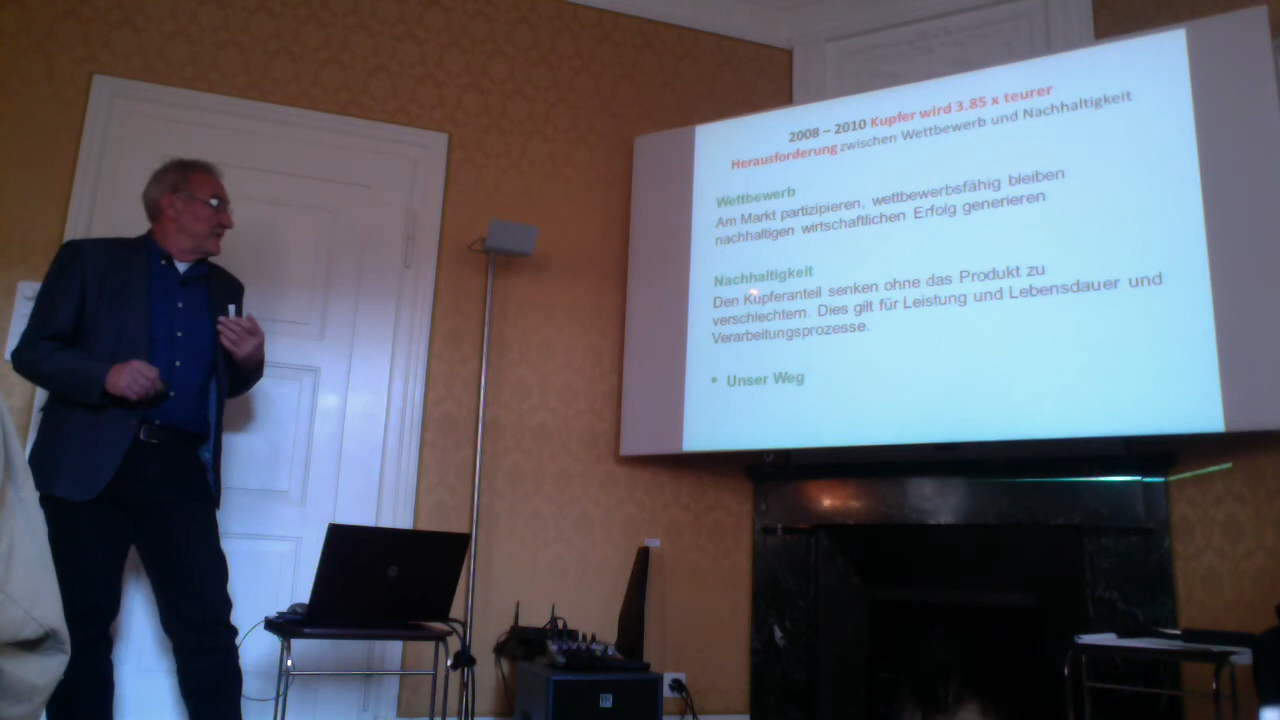 2008 – 2010 Kupfer wird 3,85 x teurer
Herausforderung zwischen Wettbewerb und Nachhaltigkeit
Wettbewerb
Am Markt partizipieren, wettbewerbsfähig bleiben
nachhaltigen wirtschaftlichen Erfolg generieren
Nachhaltigkeit
Den Kupferanteil senken ohne das Produkt zu
verschlechtern. Dies gilt für Leistung und Lebensdauer und
Verarbeitungsprozesse.
• Unser Weg